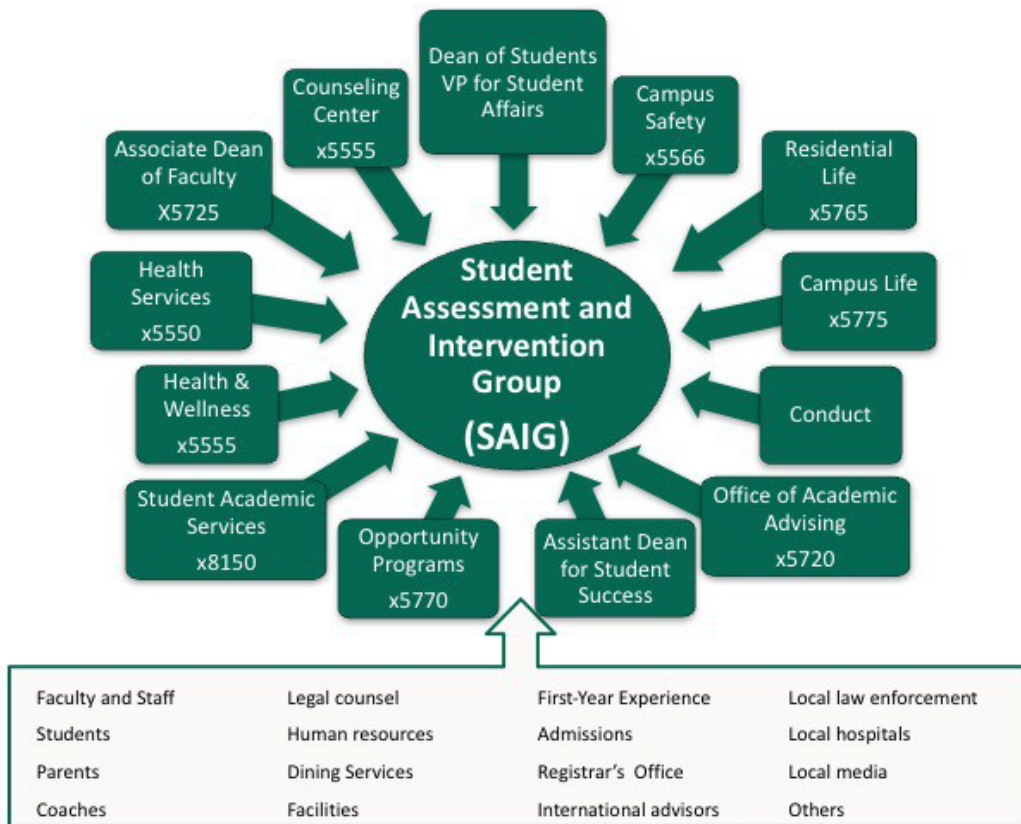 Dean of Students
VP for Student
Affairs
Counseling
Center
x5555
Campus
Safety
x5566
Associate Dean
of Faculty
X5725
Residential
Life
x5765
Health
Services
x5550
Campus Life
x5775
Health &
Wellness
x5555
Conduct
Student Academic
Services
x8150
Opportunity
Programs
x5770
Assistant Dean
for Student
Success
Office of Academic
Advising
x5720
Student
Assessment and
Intervention
Group
(SAIG)
Faculty and Staff
Students
Parents
Coaches
Legal counsel
Human resources
Dining Services
Facilities
First-Year Experience
Admissions
Registrar's Office
International advisors
Local law enforcement
Local hospitals
Local media
Others